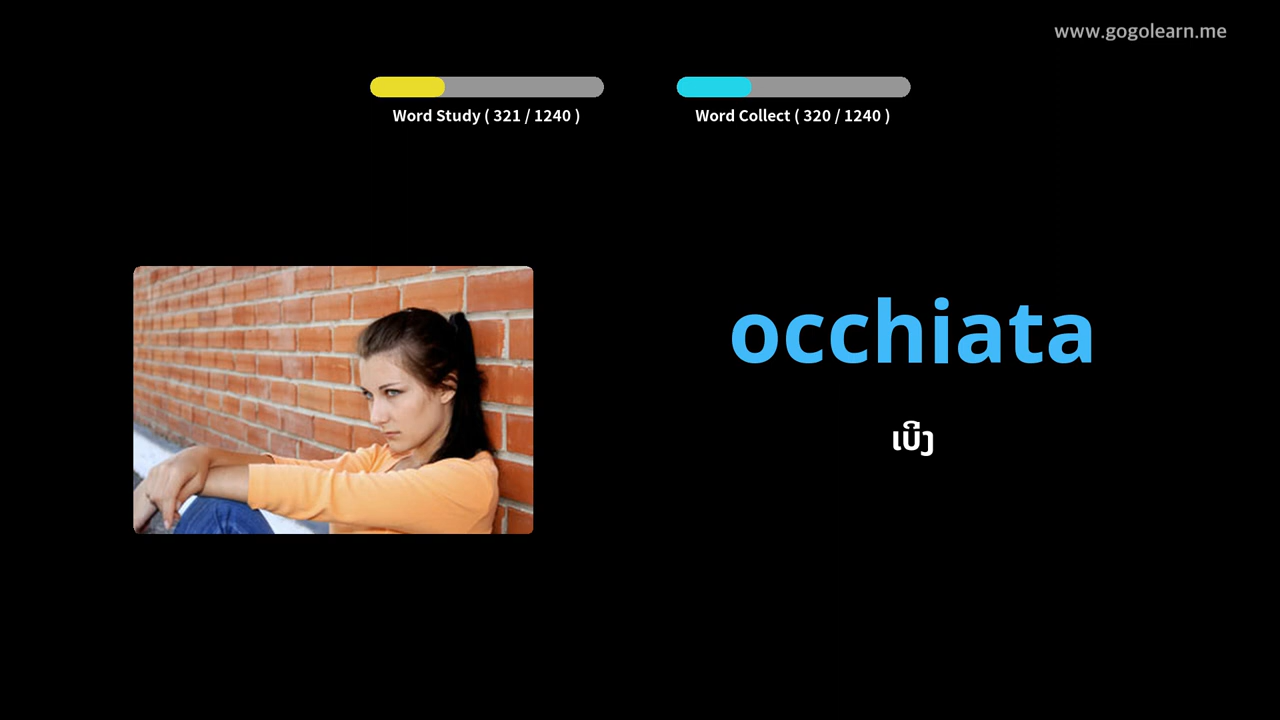 www.gogolearn.me
Word Study ( 321 / 1240 )
Word Collect ( 320 / 1240 )
occhiata
ເບິ່ງ